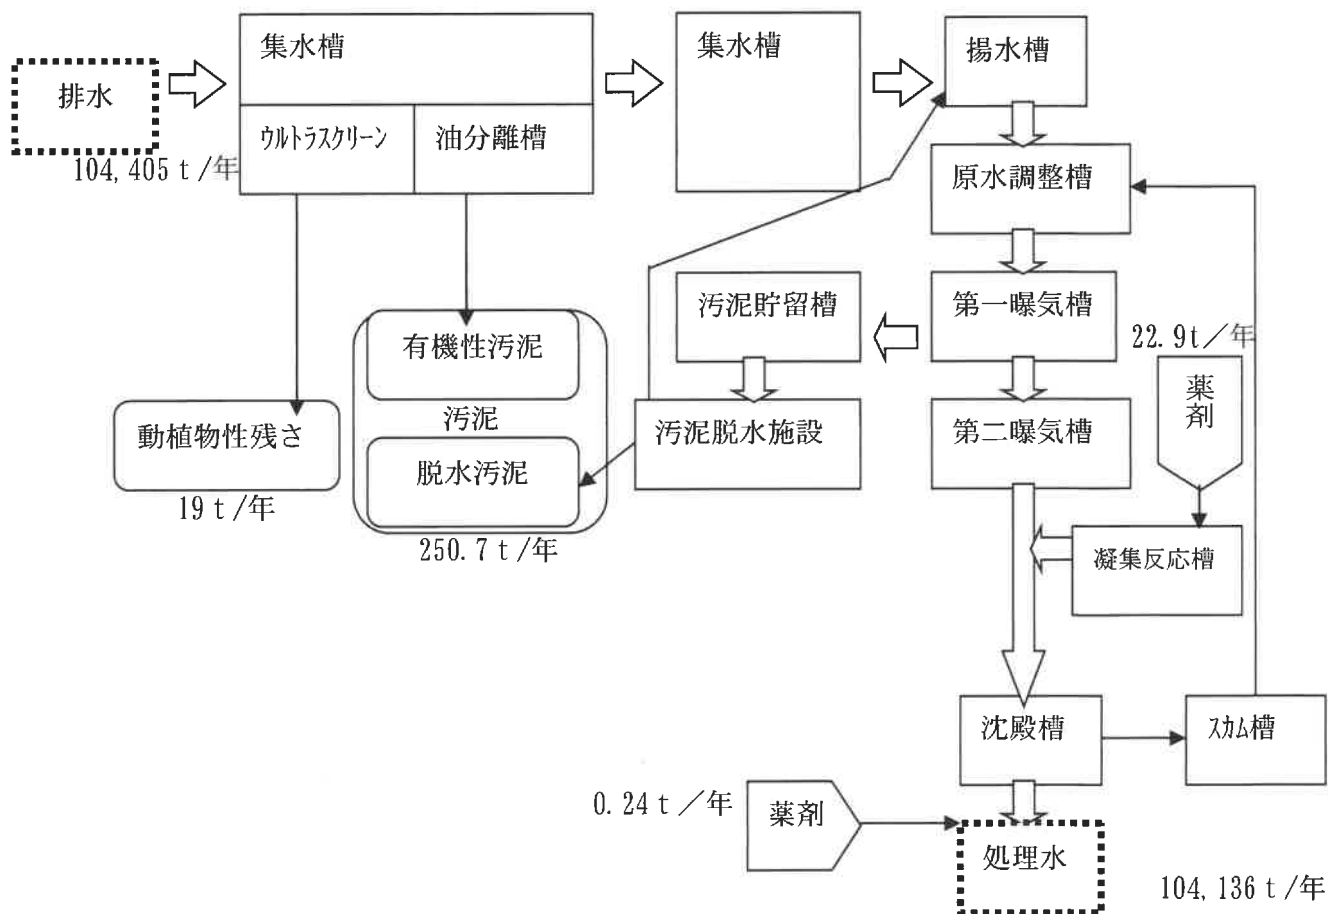 集水槽
集水槽
揚水槽
排水
ウルトラスクリーン
油分離槽
104,405 t /年
原水調整槽
汚泥貯留槽
第一曝気槽
22.9t／年
有機性汚泥
薬剤
汚泥
動植物性残さ
汚泥脱水施設
第二曝気槽
脱水汚泥
19 t /年
250.7 t /年
凝集反応槽
沈殿槽
スカム槽
0.24 t ／年
薬剤
処理水
104,136 t /年